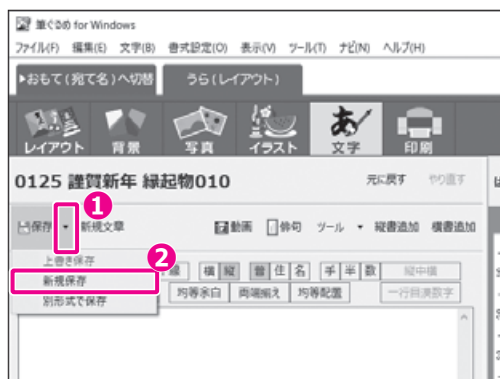 筆ぐるめ for Windows
ファイル(F) 編集(E) 文字(B) 書式設定(O) 表示(V) ツール(T) ナビ(N) ヘルプ(H)
▸おもて(宛て名)へ切替 うら(レイアウト)
レイアウト 背景 写真 イラスト 文字 印刷
0125 謹賀新年 縁起物010 元に戻す やり直す
1
保存 ▾ 新規文章 動画 俳句 ツール ▾ 縦書追加 横書追加
上書き保存
2
新規保存 横 縦 普 住 名 手 半 数 縦中横
別形式で保存 均等余白 両端揃え 均等配置 一行目漢数字